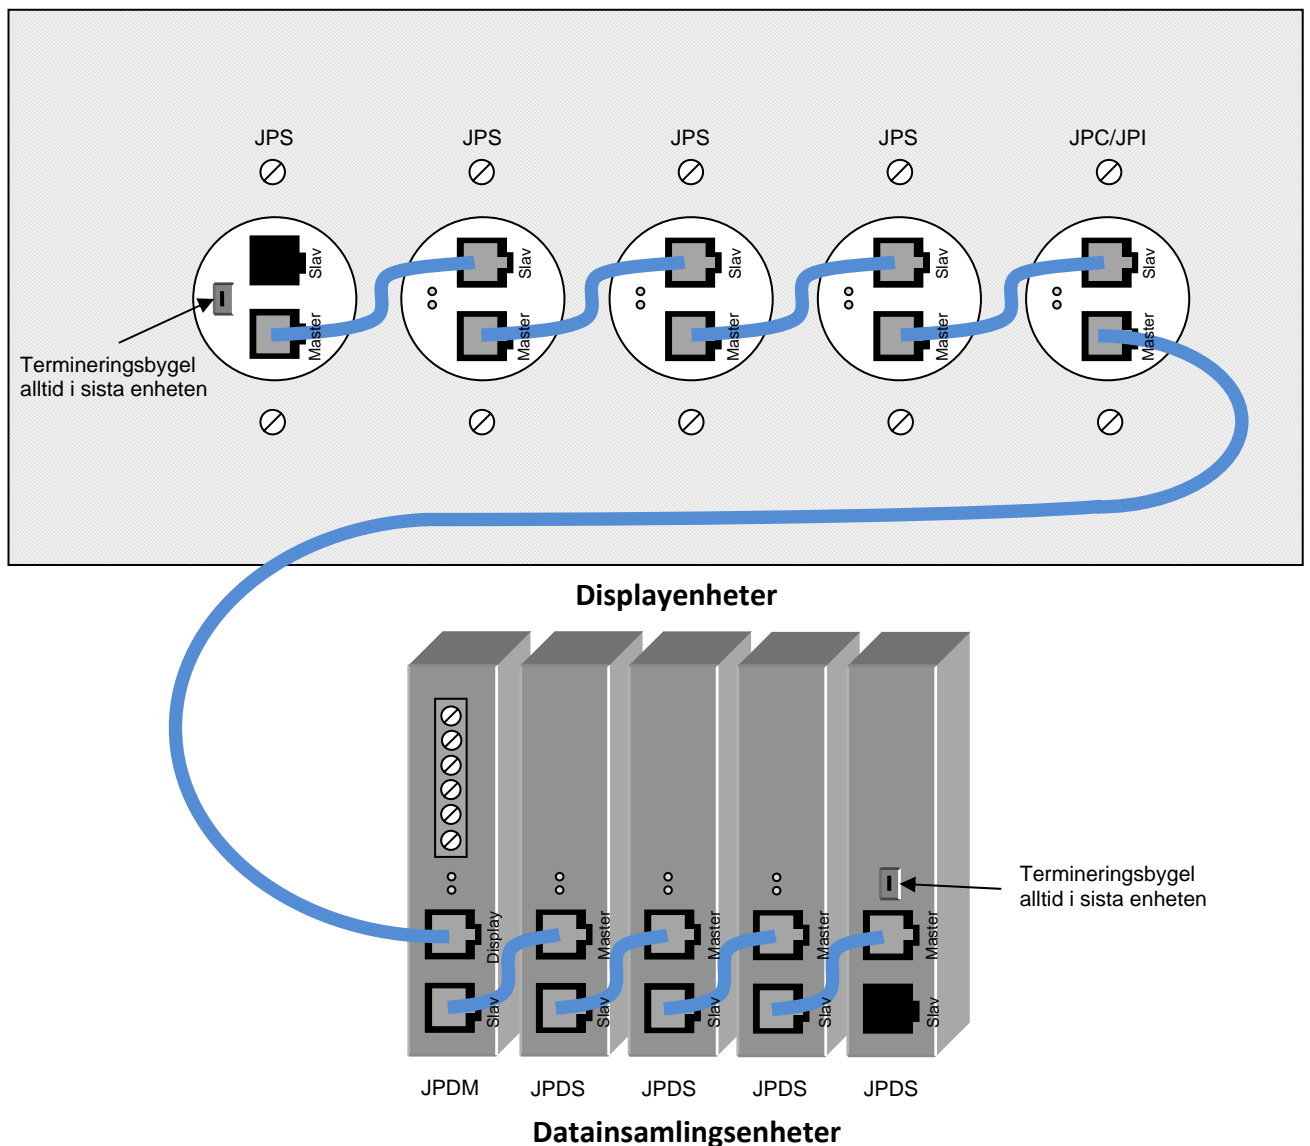 JPS
JPS
JPS
JPS
JPC/JPI
Slav
Slav
Slav
Slav
Slav
Master
Master
Master
Master
Master
Termineringsbygel
alltid i sista enheten
Displayenheter
Termineringsbygel
alltid i sista enheten
Display
Master
Master
Master
Master
Slav
Slav
Slav
Slav
Slav
JPDM
JPDS
JPDS
JPDS
JPDS
Datainsamlingsenheter